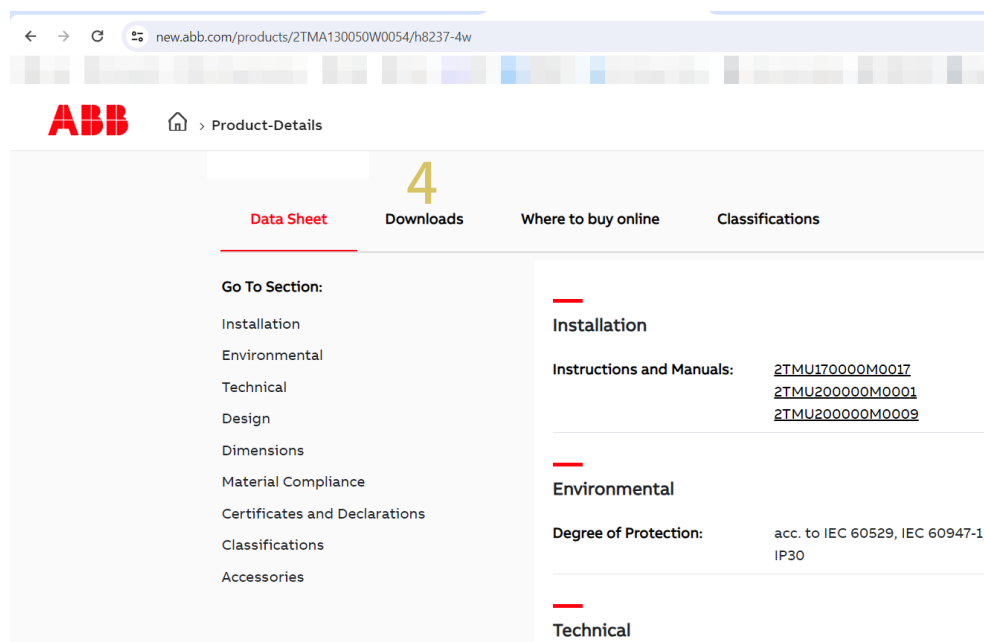 new.abb.com/products/2TMA130050W0054/h8237-4w
ABB
› Product-Details
4
Data Sheet Downloads Where to buy online Classifications
Go To Section:
Installation
Environmental
Technical
Design
Dimensions
Material Compliance
Certificates and Declarations
Classifications
Accessories
Installation
Instructions and Manuals: 2TMU170000M0017
2TMU200000M0001
2TMU200000M0009
Environmental
Degree of Protection: acc. to IEC 60529, IEC 60947-1
IP30
Technical